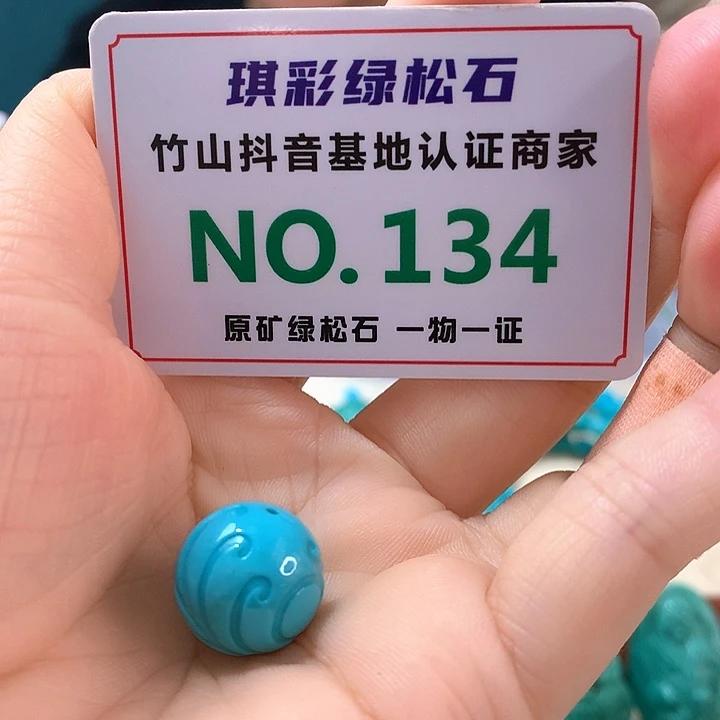 琪彩绿松石
竹山抖音基地认证商家
NO.134
原矿绿松石 一物一证